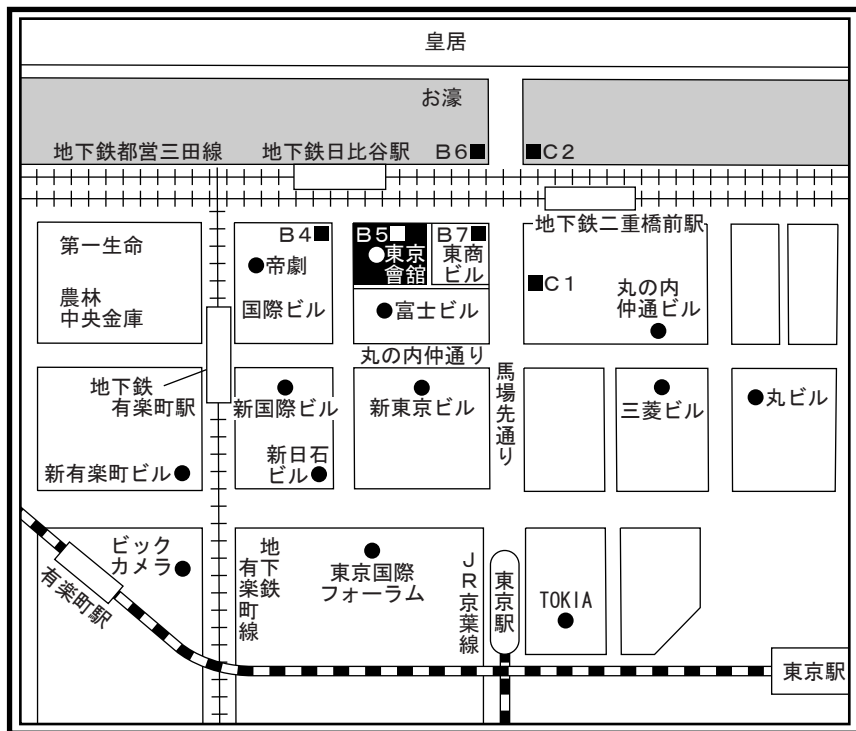 皇居
お濠
地下鉄都営三田線
地下鉄日比谷駅
B6
C2
地下鉄二重橋前駅
第一生命
農林
中央金庫
B4
帝劇
国際ビル
B5
東京
會舘
B7
東商
ビル
富士ビル
C1
丸の内
仲通ビル
丸の内仲通り
地下鉄
有楽町駅
新国際ビル
新東京ビル
馬場先通り
三菱ビル
丸ビル
新有楽町ビル
新日石
ビル
ビック
カメラ
有楽町駅
地下鉄
有楽町線
東京国際
フォーラム
JR京葉線
東京駅
TOKIA
東京駅